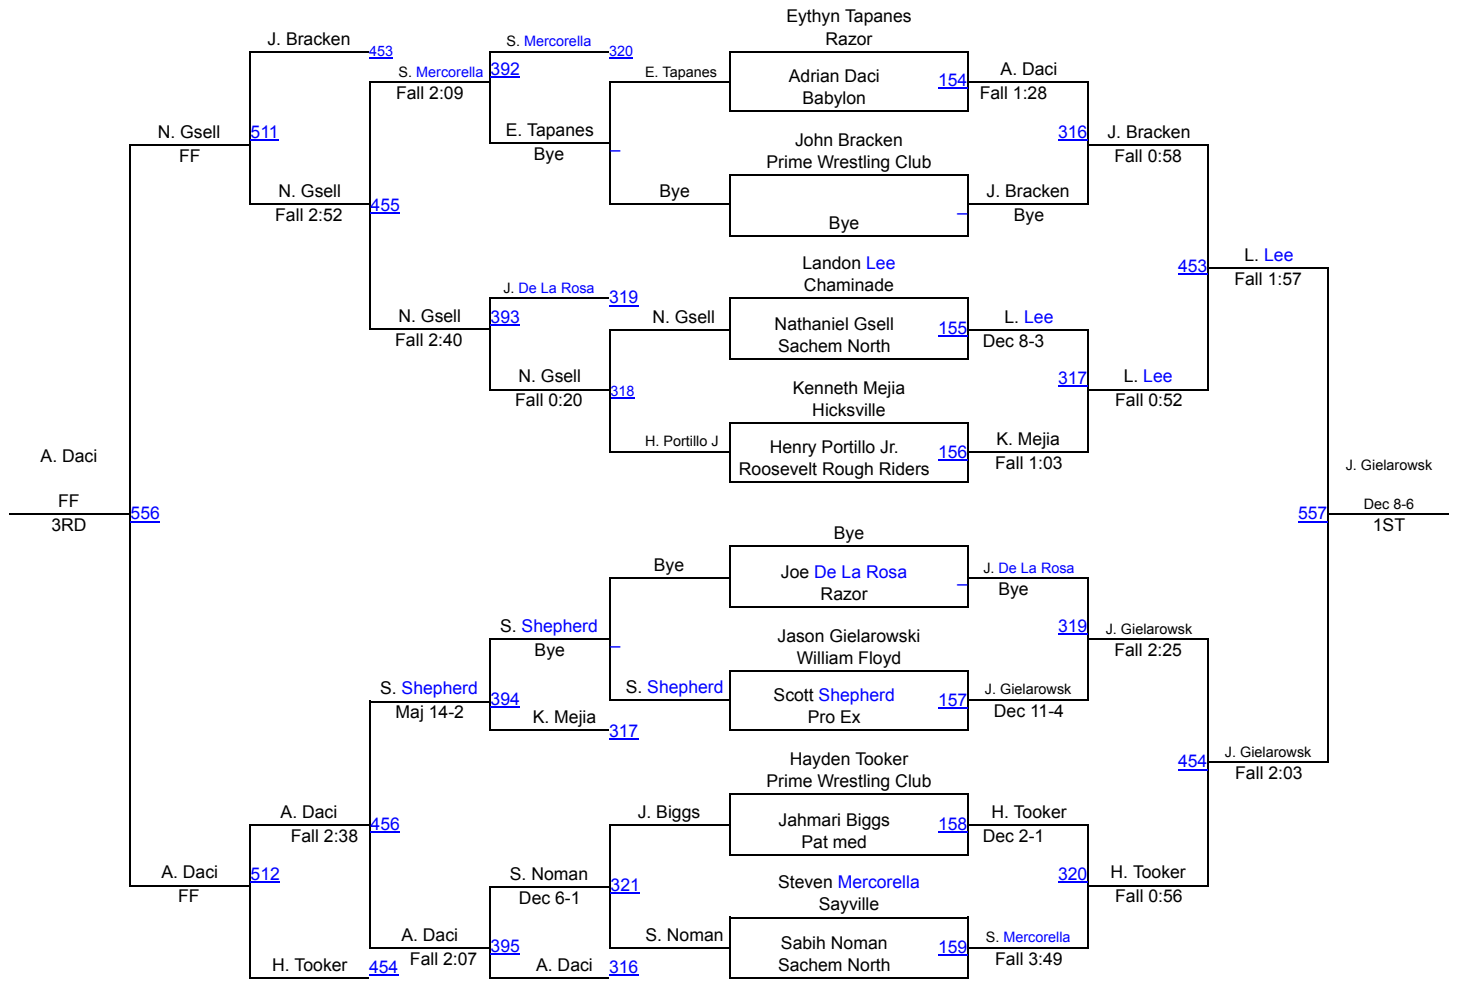 Eythyn Tapanes
Razor
J. Bracken
453
S. Mercorella
320
S. Mercorella
392
Fall 2:09
E. Tapanes
Adrian Daci
154
Babylon
A. Daci
Fall 1:28
N. Gsell
511
FF
E. Tapanes
Bye
John Bracken
Prime Wrestling Club
316
J. Bracken
Fall 0:58
N. Gsell
Fall 2:52
455
Bye
Bye
J. Bracken
Bye
Landon Lee
Chaminade
453
L. Lee
Fall 1:57
J. De La Rosa
319
N. Gsell
393
Fall 2:40
N. Gsell
Nathaniel Gsell
155
Sachem North
L. Lee
Dec 8-3
N. Gsell
Fall 0:20
318
Kenneth Mejia
Hicksville
317
L. Lee
Fall 0:52
H. Portillo J
Henry Portillo Jr.
156
Roosevelt Rough Riders
K. Mejia
Fall 1:03
A. Daci
FF
556
3RD
J. Gielarowsk
557
Dec 8-6
1ST
Bye
Bye
Joe De La Rosa
Razor
J. De La Rosa
Bye
S. Shepherd
Bye
Jason Gielarowski
William Floyd
319
J. Gielarowsk
Fall 2:25
S. Shepherd
394
Maj 14-2
S. Shepherd
Scott Shepherd
157
Pro Ex
J. Gielarowsk
Dec 11-4
K. Mejia
317
Hayden Tooker
Prime Wrestling Club
454
J. Gielarowsk
Fall 2:03
A. Daci
Fall 2:38
456
J. Biggs
Jahmari Biggs
158
Pat med
H. Tooker
Dec 2-1
A. Daci
512
FF
S. Noman
Dec 6-1
321
Steven Mercorella
Sayville
320
H. Tooker
Fall 0:56
A. Daci
395
Fall 2:07
S. Noman
Sabih Noman
159
Sachem North
S. Mercorella
Fall 3:49
H. Tooker
454
A. Daci
316